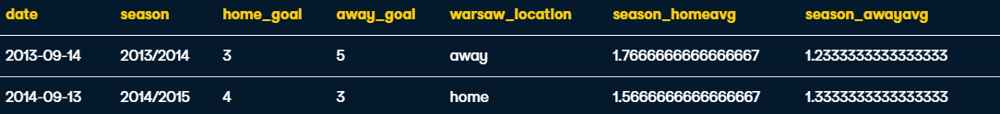 date season home_goal away_goal warsaw_location season_homeavg season_awayavg
2013-09-14 2013/2014 3 5 away 1.7666666666666667 1.2333333333333333
2014-09-13 2014/2015 4 3 home 1.5666666666666667 1.3333333333333333